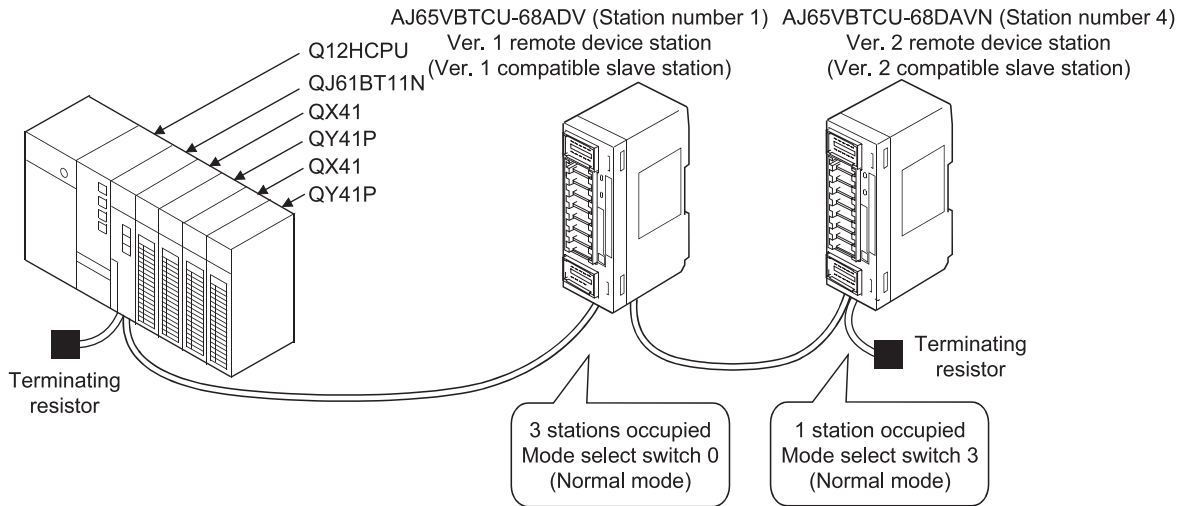 AJ65VBTCU-68ADV (Station number 1)
Ver. 1 remote device station
(Ver. 1 compatible slave station)
AJ65VBTCU-68DAVN (Station number 4)
Ver. 2 remote device station
(Ver. 2 compatible slave station)
Q12HCPU
QJ61BT11N
QX41
QY41P
QX41
QY41P
Terminating
resistor
Terminating
resistor
3 stations occupied
Mode select switch 0
(Normal mode)
1 station occupied
Mode select switch 3
(Normal mode)